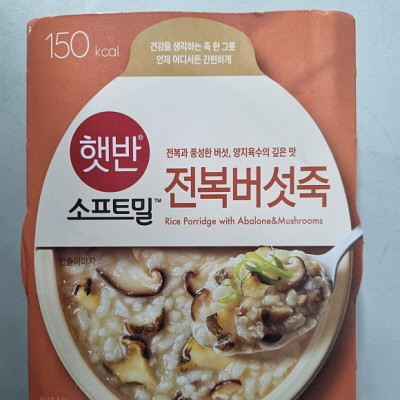 150 kcal
건강을 생각하는 죽 한 그릇
언제 어디서든 간편하게
햇반®
전복과 풍성한 버섯, 양지육수의 깊은 맛
소프트밀™
전복버섯죽
Rice Porridge with Abalone&Mushrooms
연출이미지